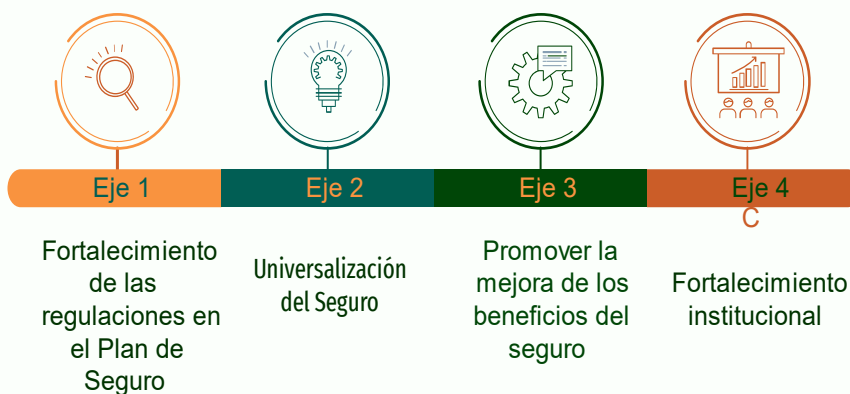 Eje 1
Eje 2
Eje 3
Eje 4
C
Fortalecimiento
de las
regulaciones en
el Plan de
Seguro
Universalización
del Seguro
Promover la
mejora de los
beneficios del
seguro
Fortalecimiento
institucional